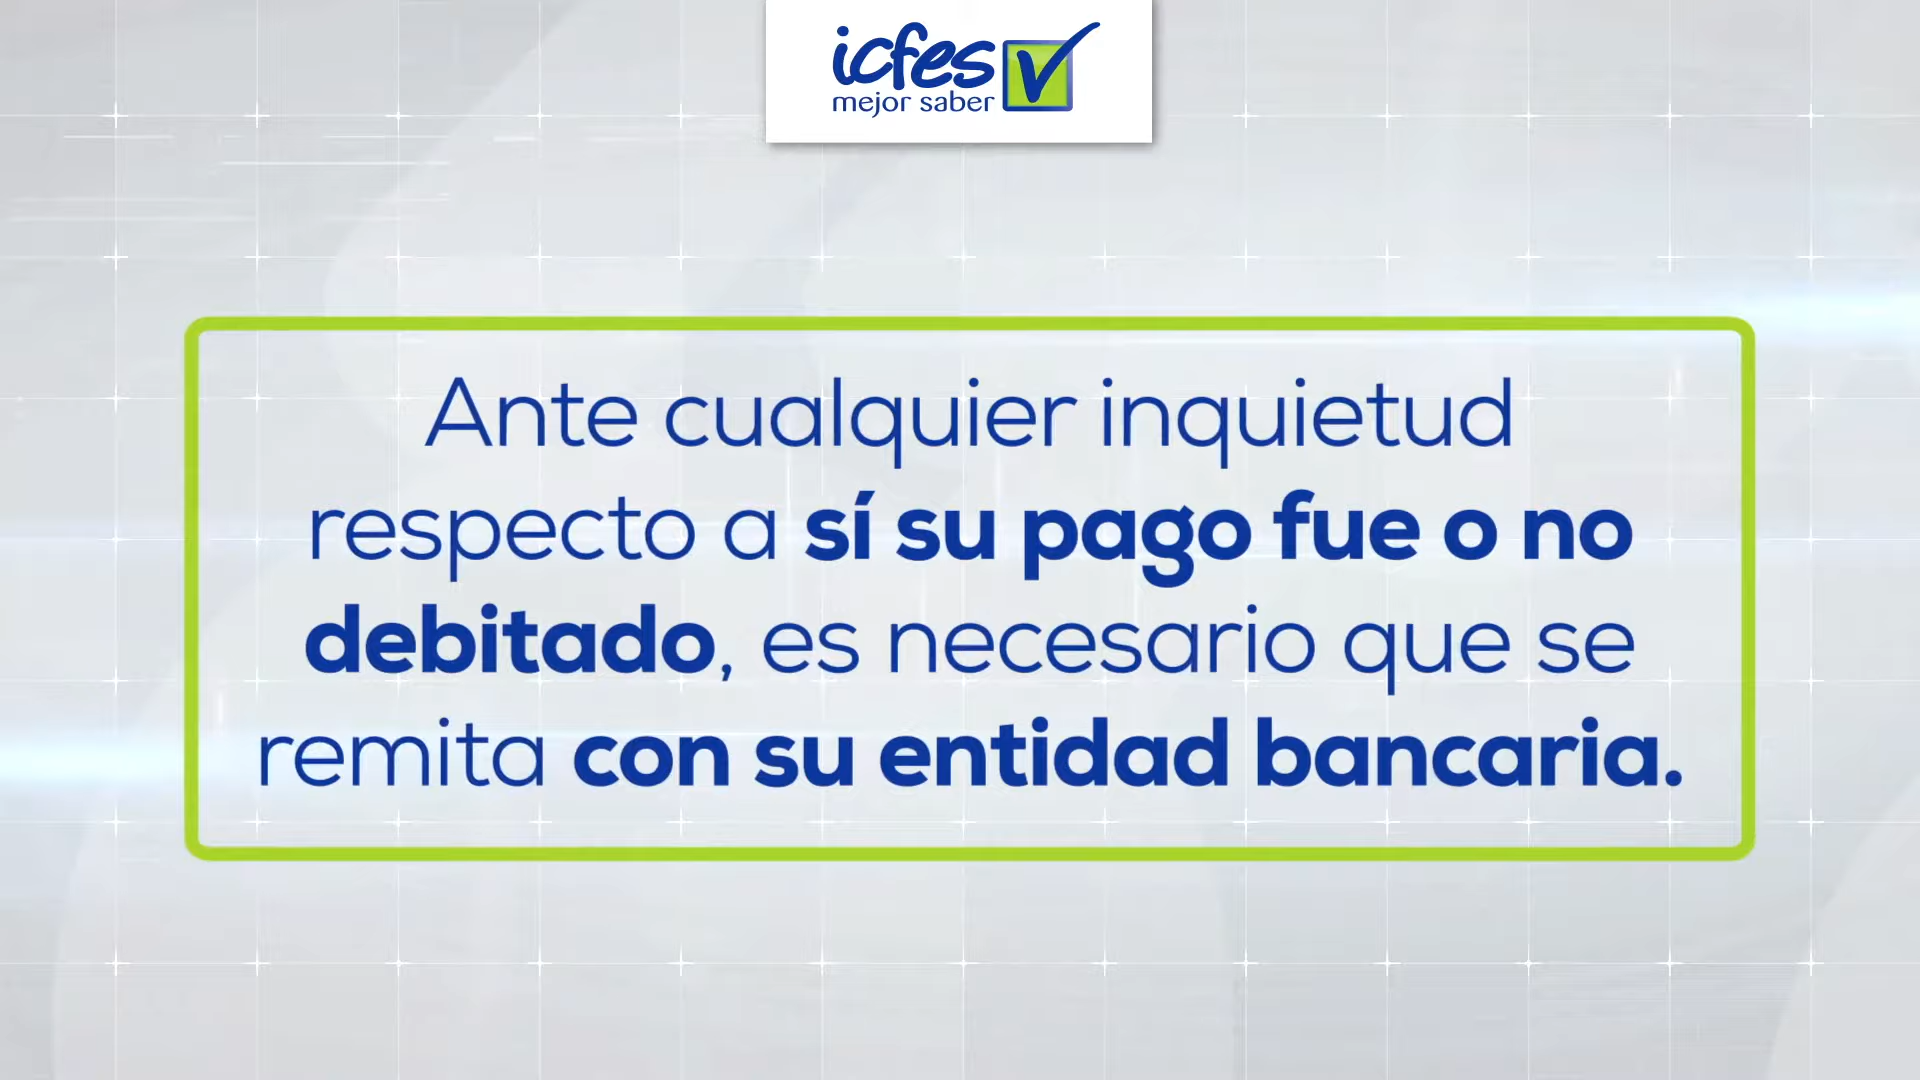 icfes
mejor saber
Ante cualquier inquietud
respecto a sí su pago fue o no
debitado, es necesario que se
remita con su entidad bancaria.